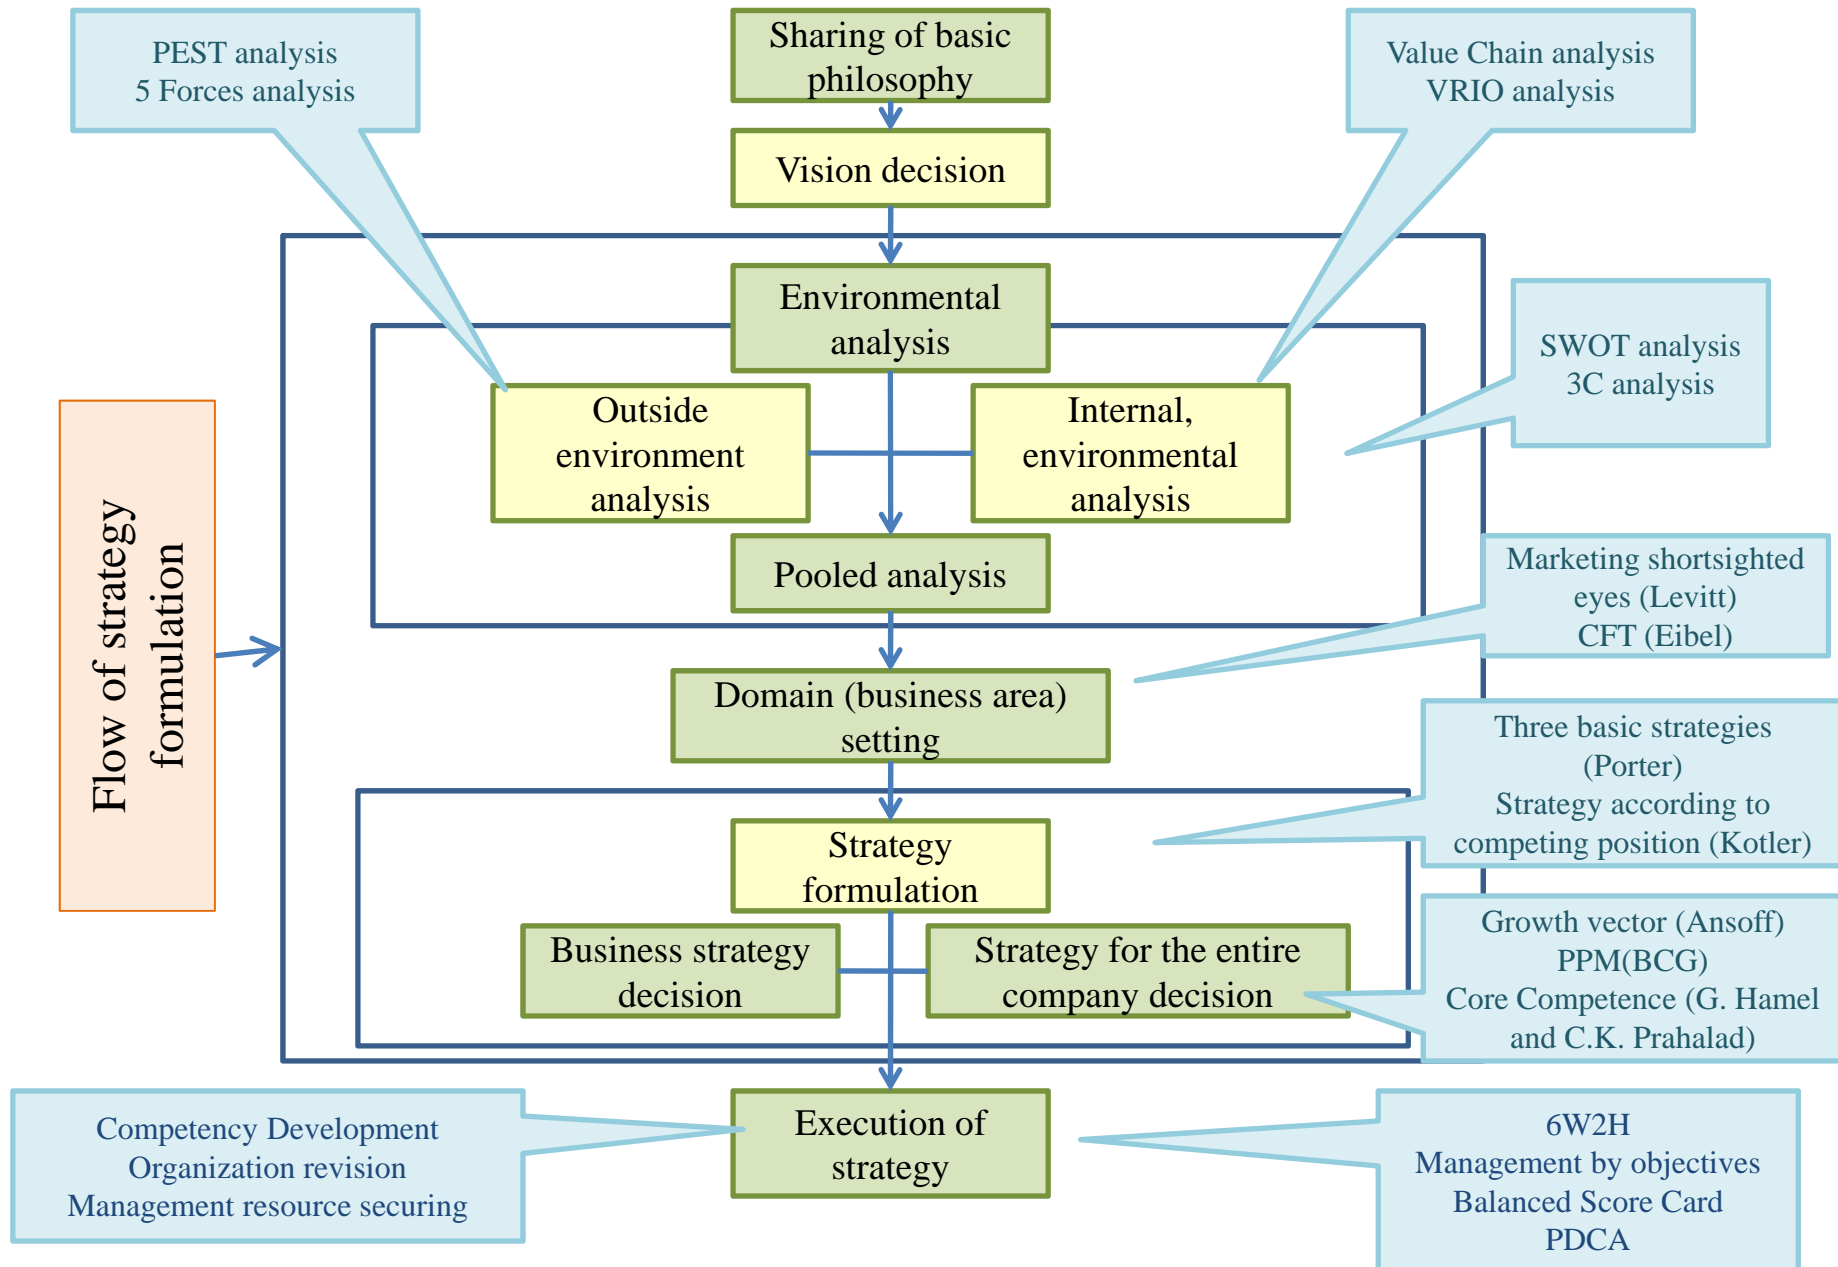 PEST analysis
5 Forces analysis
Sharing of basic
philosophy
Value Chain analysis
VRIO analysis
Vision decision
Environmental
analysis
SWOT analysis
3C analysis
Outside
environment
analysis
Internal,
environmental
analysis
Flow of strategy
formulation
Pooled analysis
Marketing shortsighted
eyes (Levitt)
CFT (Eibel)
Domain (business area)
setting
Three basic strategies
(Porter)
Strategy according to
competing position (Kotler)
Strategy
formulation
Business strategy
decision
Strategy for the entire
company decision
Growth vector (Ansoff)
PPM(BCG)
Core Competence (G. Hamel
and C.K. Prahalad)
Competency Development
Organization revision
Management resource securing
Execution of
strategy
6W2H
Management by objectives
Balanced Score Card
PDCA